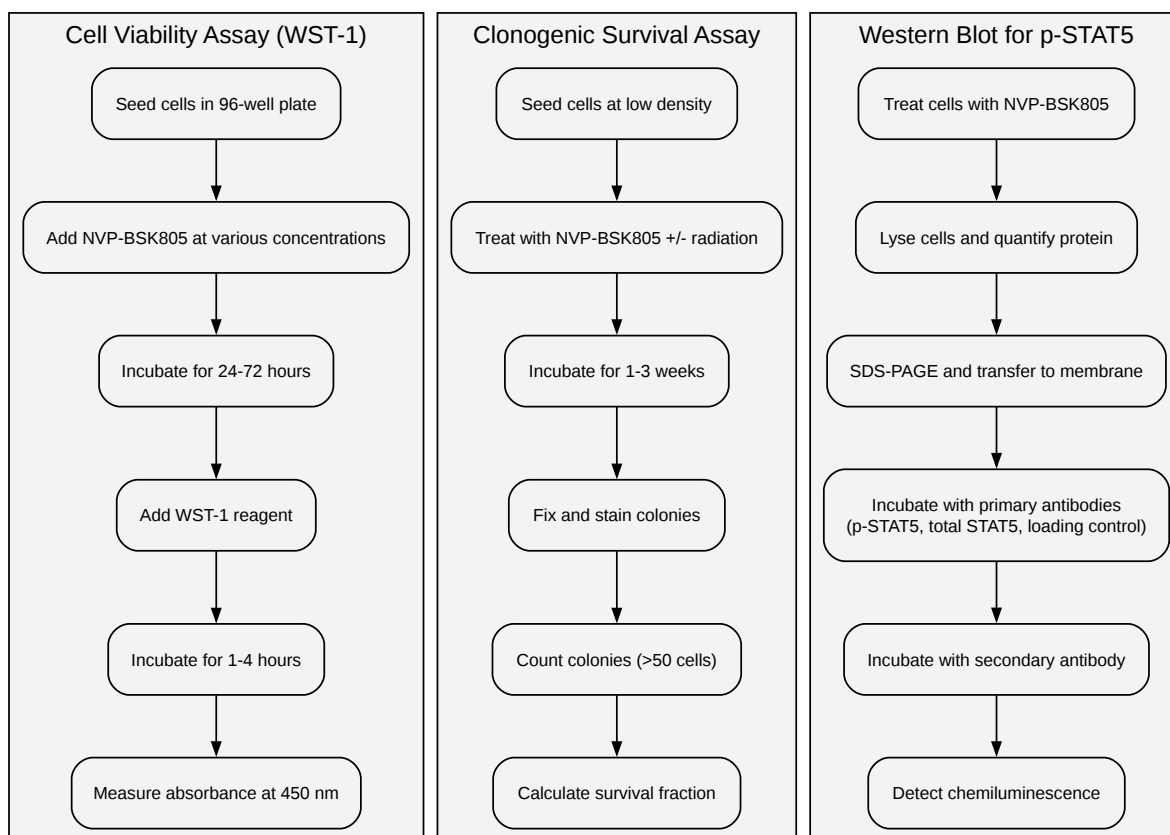 Cell Viability Assay (WST-1)
Seed cells in 96-well plate
Add NVP-BSK805 at various concentrations
Incubate for 24-72 hours
Add WST-1 reagent
Incubate for 1-4 hours
Measure absorbance at 450 nm
Clonogenic Survival Assay
Seed cells at low density
Treat with NVP-BSK805 +/- radiation
Incubate for 1-3 weeks
Fix and stain colonies
Count colonies (>50 cells)
Calculate survival fraction
Western Blot for p-STAT5
Treat cells with NVP-BSK805
Lyse cells and quantify protein
SDS-PAGE and transfer to membrane
Incubate with primary antibodies
(p-STAT5, total STAT5, loading control)
Incubate with secondary antibody
Detect chemiluminescence